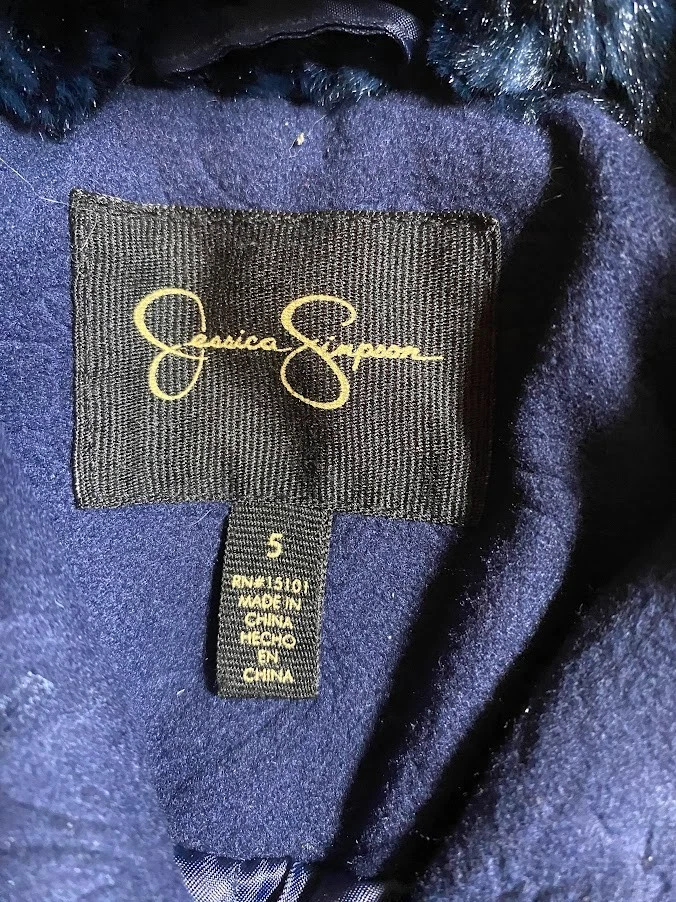 Jessica Simpson
5
RN#15101
MADE IN
CHINA
HECHO
EN
CHINA